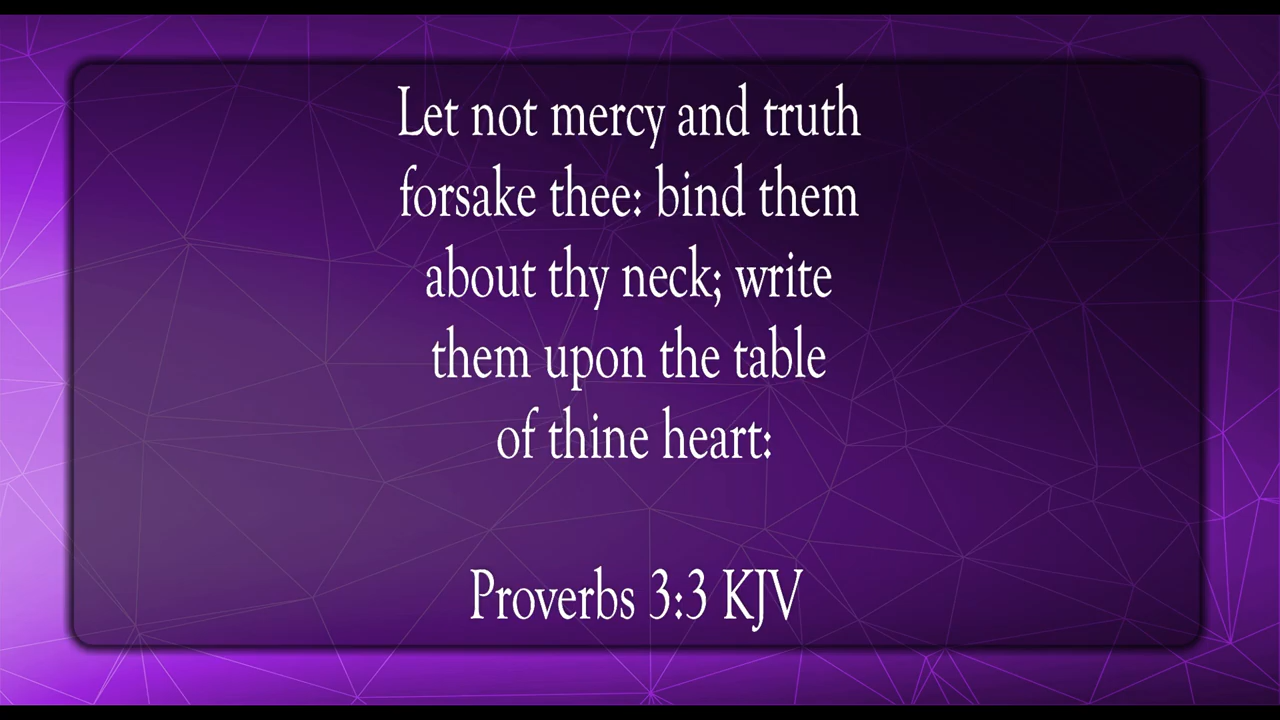 Let not mercy and truth
forsake thee: bind them
about thy neck; write
them upon the table
of thine heart:
Proverbs 3:3 KJV